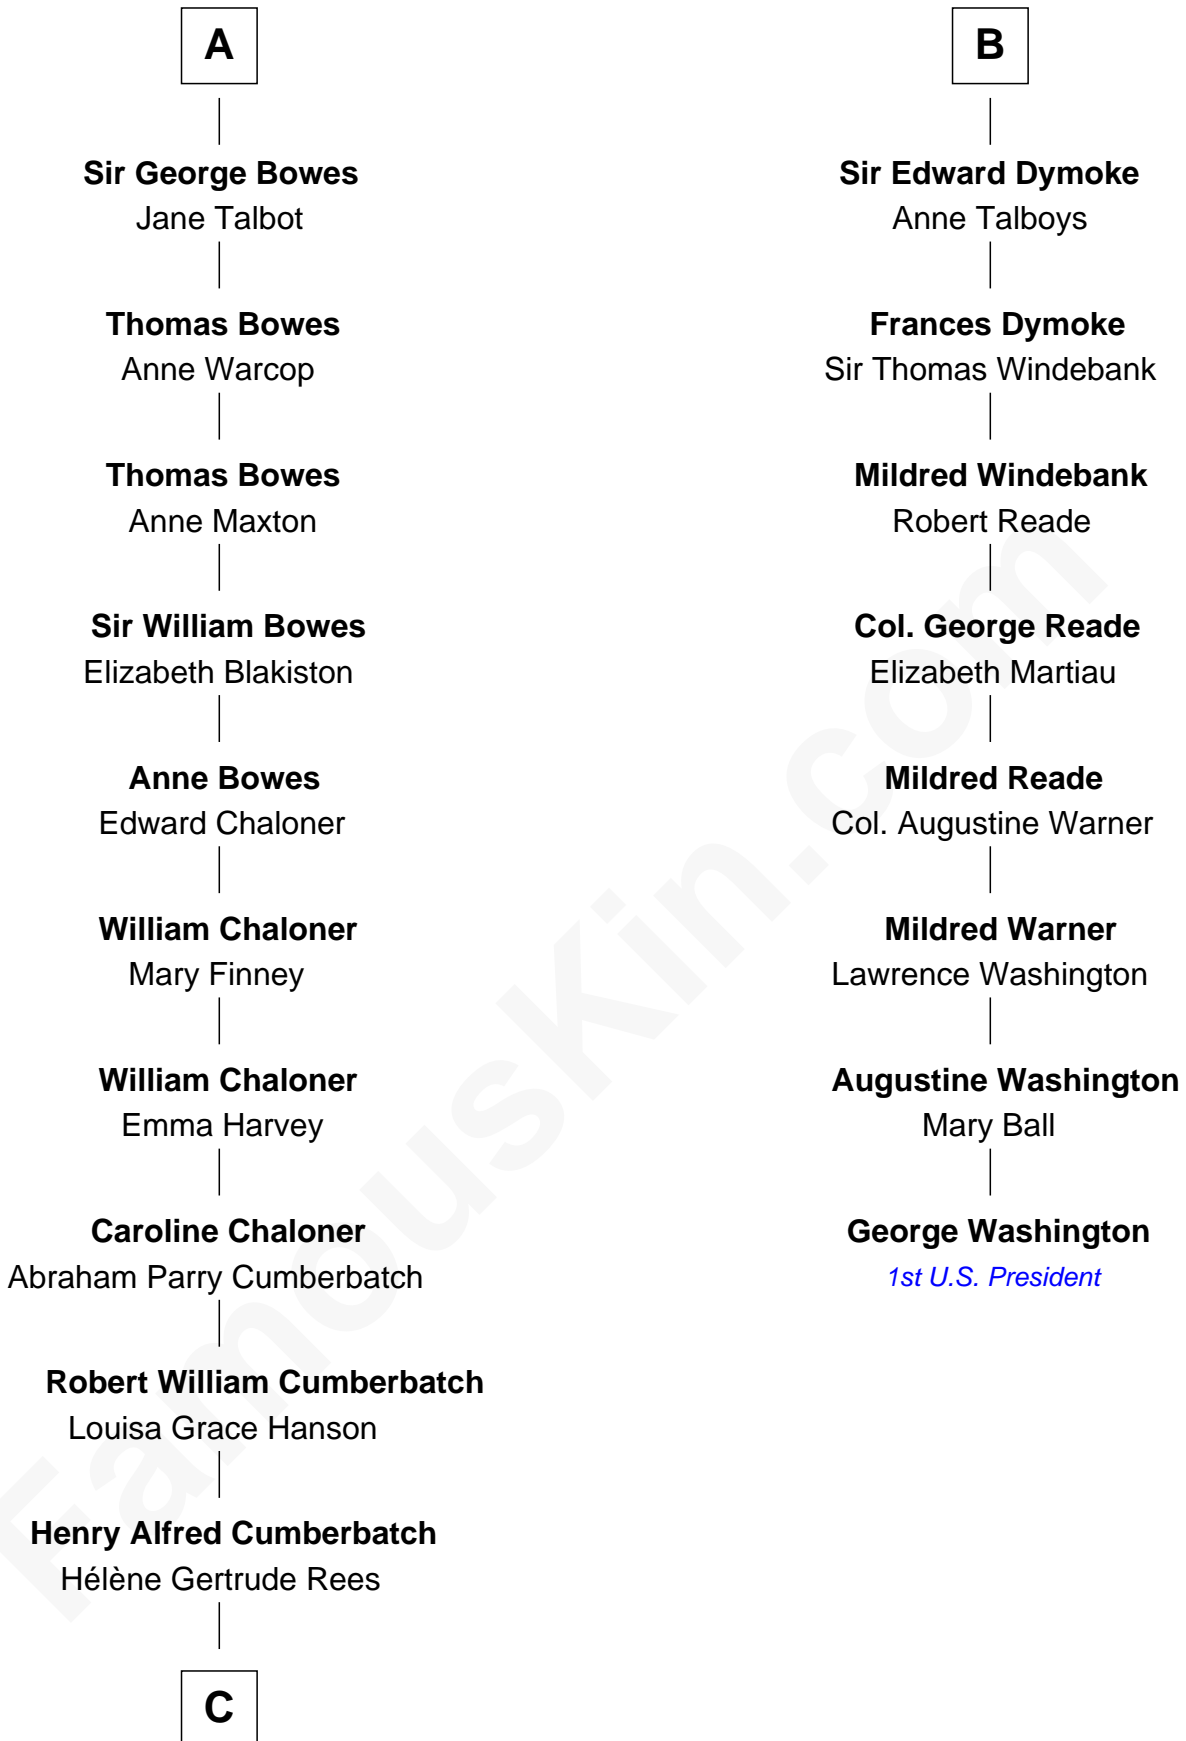 A
Sir George Bowes
Jane Talbot
Thomas Bowes
Anne Warcop
Thomas Bowes
Anne Maxton
Sir William Bowes
Elizabeth Blakiston
Anne Bowes
Edward Chaloner
William Chaloner
Mary Finney
William Chaloner
Emma Harvey
Caroline Chaloner
Abraham Parry Cumberbatch
Robert William Cumberbatch
Louisa Grace Hanson
Henry Alfred Cumberbatch
Hélène Gertrude Rees
C
B
Sir Edward Dymoke
Anne Talboys
Frances Dymoke
Sir Thomas Windebank
Mildred Windebank
Robert Reade
Col. George Reade
Elizabeth Martiau
Mildred Reade
Col. Augustine Warner
Mildred Warner
Lawrence Washington
Augustine Washington
Mary Ball
George Washington
1st U.S. President
FamousKin.com